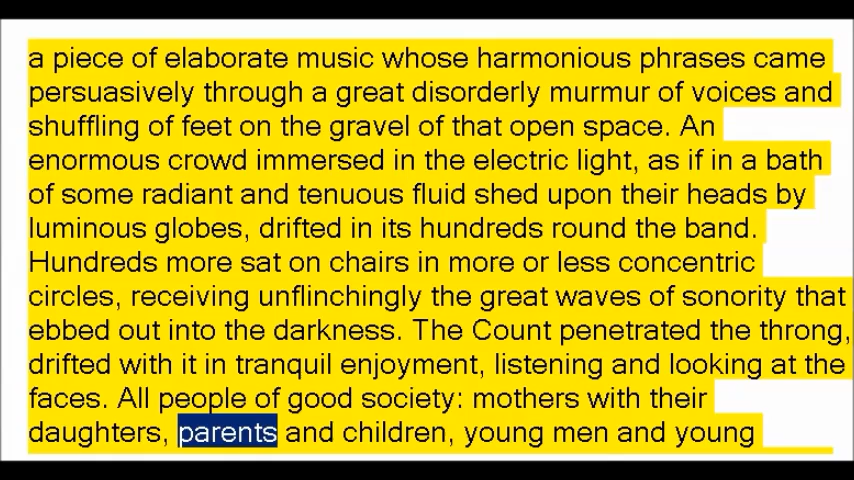 a piece of elaborate music whose harmonious phrases came
persuasively through a great disorderly murmur of voices and
shuffling of feet on the gravel of that open space. An
enormous crowd immersed in the electric light, as if in a bath
of some radiant and tenuous fluid shed upon their heads by
luminous globes, drifted in its hundreds round the band.
Hundreds more sat on chairs in more or less concentric
circles, receiving unflinchingly the great waves of sonority that
ebbed out into the darkness. The Count penetrated the throng,
drifted with it in tranquil enjoyment, listening and looking at the
faces. All people of good society: mothers with their
daughters, parents and children, young men and young